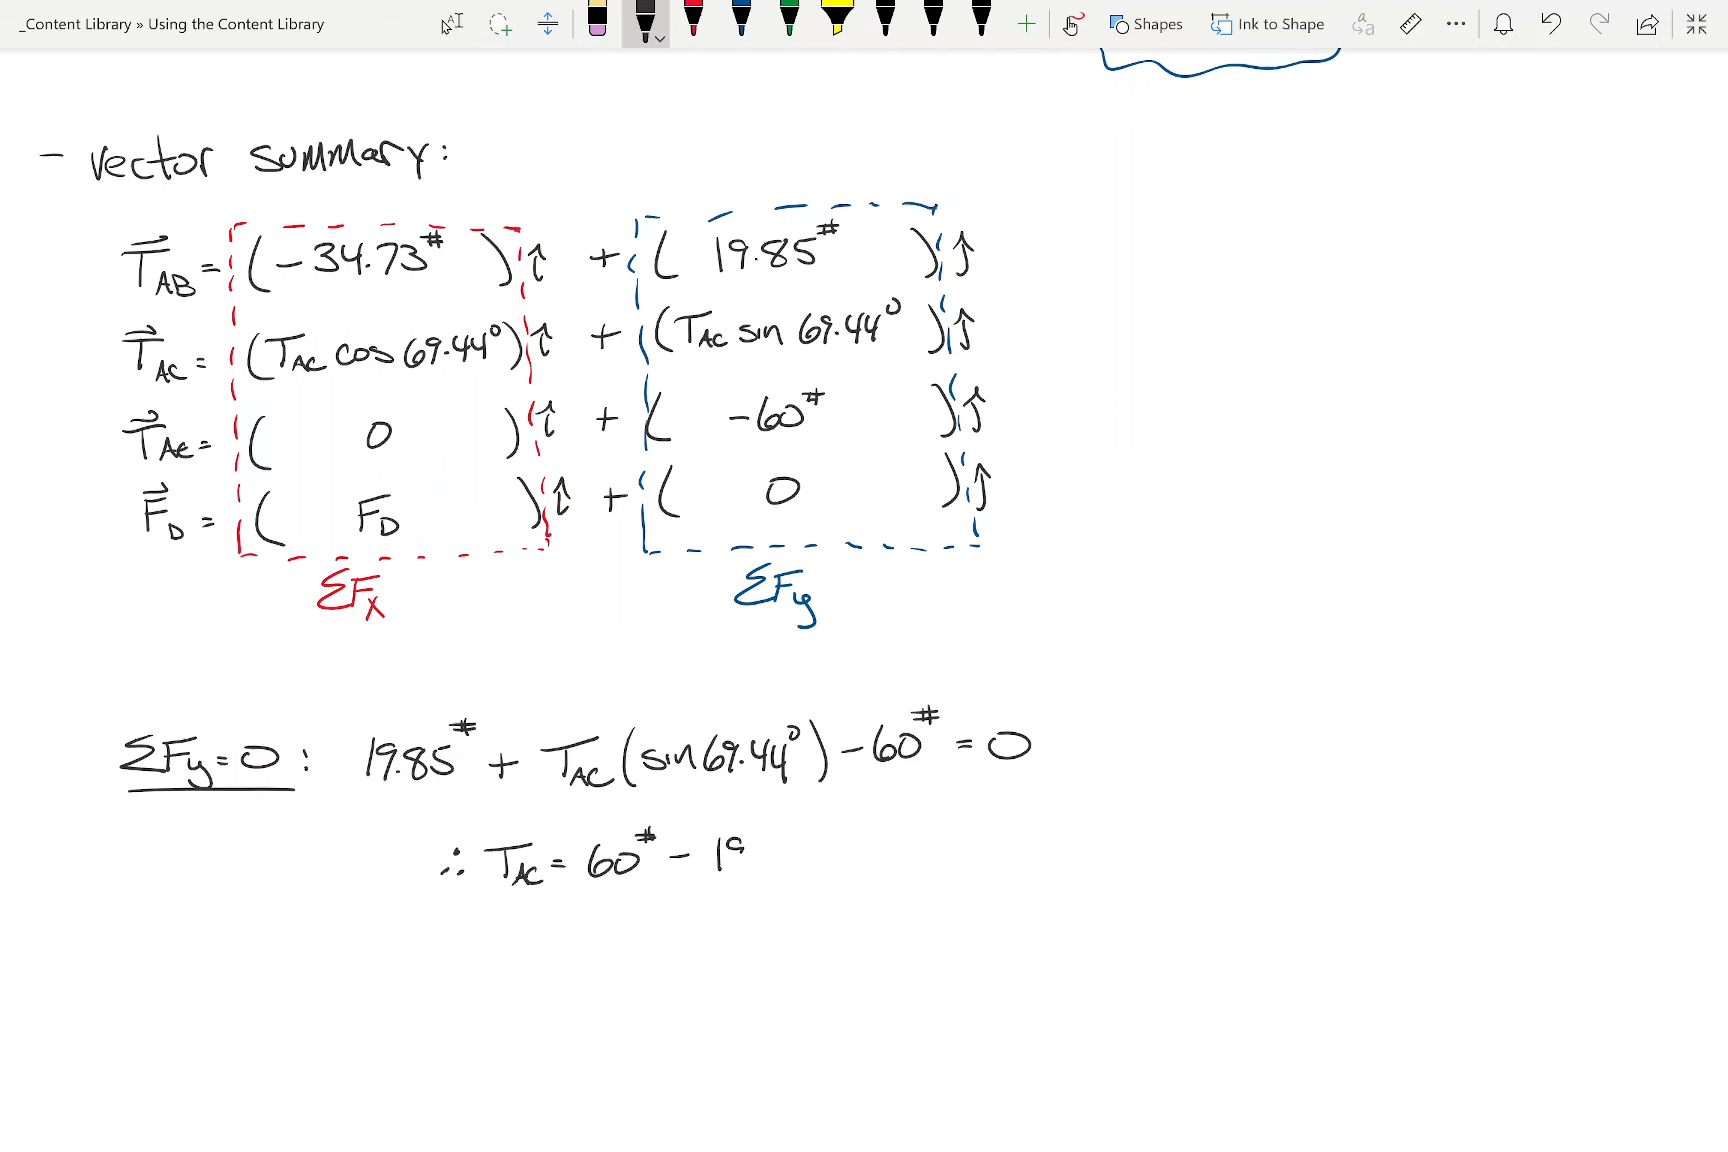 _Content Library » Using the Content Library
Shapes
Ink to Shape
- vector summary:
T⃗AB = (-34.73#) î + (19.85#) ĵ
T⃗AC = (TAC cos 69.44°) î + (TAC sin 69.44°) ĵ
T⃗AE = (0) î + (-60#) ĵ
F⃗D = (FD) î + (0) ĵ
ΣFx ΣFy
ΣFy = 0 : 19.85# + TAC (sin 69.44°) - 60# = 0
∴ TAC = 60# - 19